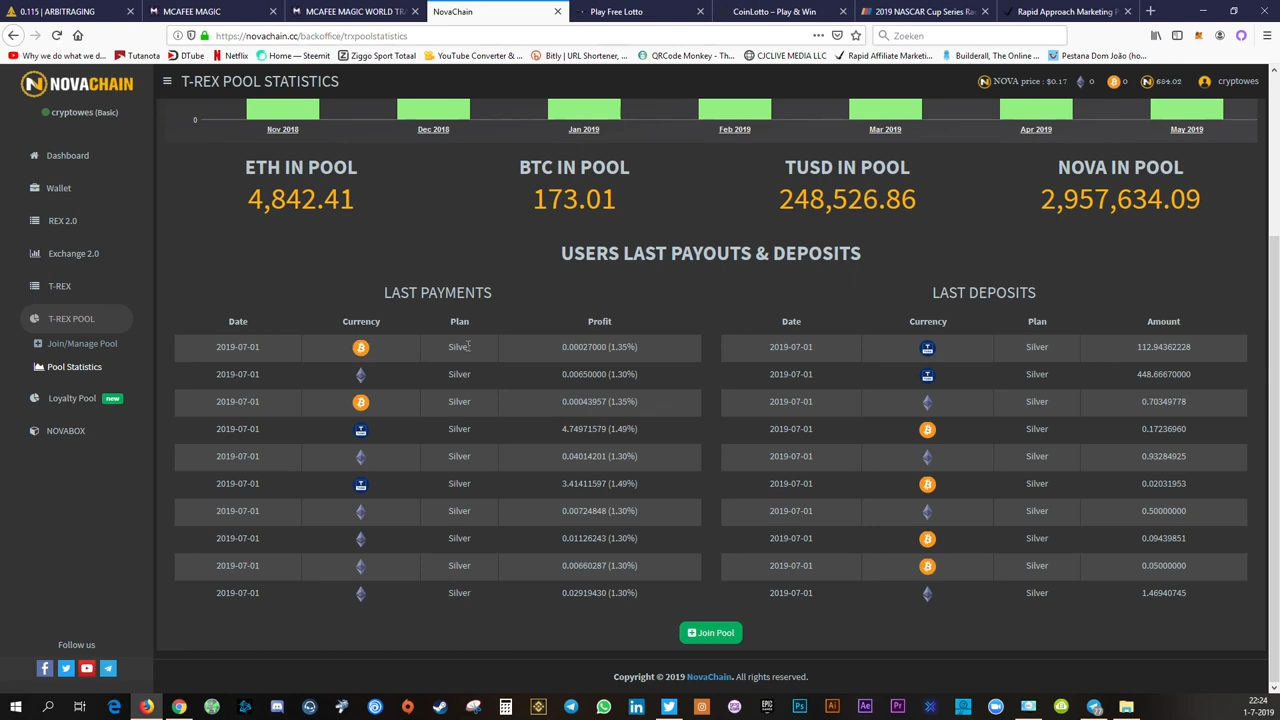 0.115 | ARBITRAGING
MCAFEE MAGIC
MCAFEE MAGIC WORLD TR
NovaChain
Play Free Lotto
CoinLotto – Play & Win
2019 NASCAR Cup Series Ra
Rapid Approach Marketing P
https://novachain.cc/backoffice/trxpoolstatistics
Zoeken
Why we do what we d...
Tutanota
DTube
Netflix
Home — Steemit
Ziggo Sport Totaal
YouTube Converter & ...
Bitly | URL Shortener, ...
QRCode Monkey - Th...
CJCLIVE MEDIA LLC
Rapid Affiliate Marketi...
Builderall, The Online ...
Pestana Dom João (ho...
NOVACHAIN
T-REX POOL STATISTICS
NOVA price : $0.17
0
0
684.02
cryptowes
cryptowes (Basic)
Dashboard
Wallet
REX 2.0
Exchange 2.0
T-REX
T-REX POOL
Join/Manage Pool
Pool Statistics
Loyalty Pool new
NOVABOX
Follow us
0
Nov 2018 Dec 2018 Jan 2019 Feb 2019 Mar 2019 Apr 2019 May 2019
ETH IN POOL BTC IN POOL TUSD IN POOL NOVA IN POOL
4,842.41 173.01 248,526.86 2,957,634.09
USERS LAST PAYOUTS & DEPOSITS
LAST PAYMENTS
Date Currency Plan Profit
2019-07-01 Silver 0.00027000 (1.35%)
2019-07-01 Silver 0.00650000 (1.30%)
2019-07-01 Silver 0.00043957 (1.35%)
2019-07-01 Silver 4.74971579 (1.49%)
2019-07-01 Silver 0.04014201 (1.30%)
2019-07-01 Silver 3.41411597 (1.49%)
2019-07-01 Silver 0.00724848 (1.30%)
2019-07-01 Silver 0.01126243 (1.30%)
2019-07-01 Silver 0.00660287 (1.30%)
2019-07-01 Silver 0.02919430 (1.30%)
LAST DEPOSITS
Date Currency Plan Amount
2019-07-01 Silver 112.94362228
2019-07-01 Silver 448.66670000
2019-07-01 Silver 0.70349778
2019-07-01 Silver 0.17236960
2019-07-01 Silver 0.93284925
2019-07-01 Silver 0.02031953
2019-07-01 Silver 0.50000000
2019-07-01 Silver 0.09439851
2019-07-01 Silver 0.05000000
2019-07-01 Silver 1.46940745
Join Pool
Copyright © 2019 NovaChain. All rights reserved.
22:24
1-7-2019